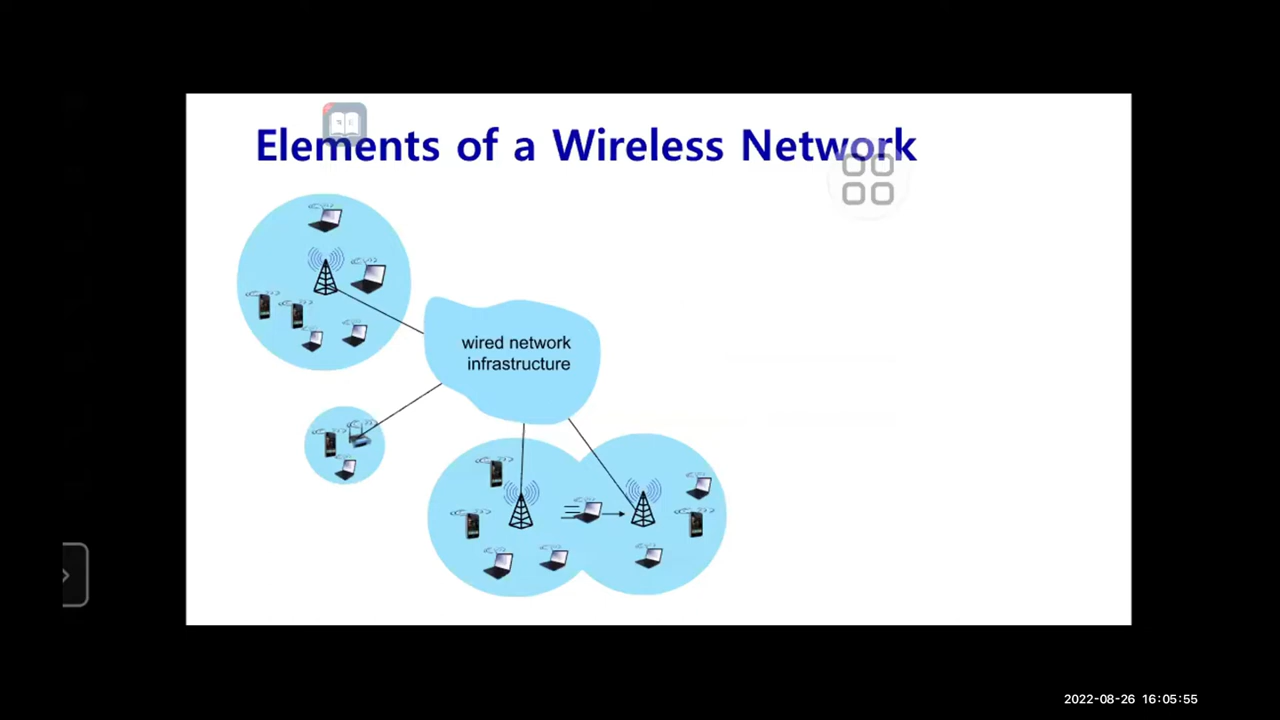 Elements of a Wireless Network
wired network
infrastructure
2022-08-26 16:05:55